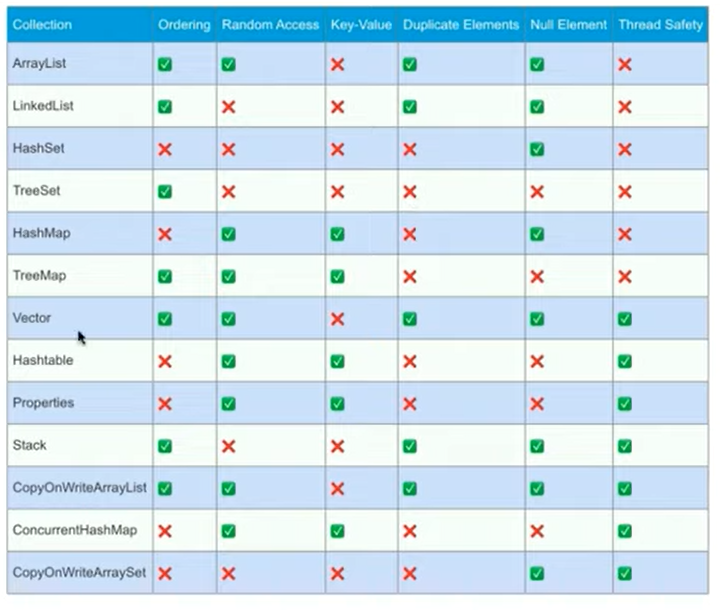 Collection Ordering Random Access Key-Value Duplicate Elements Null Element Thread Safety
ArrayList ✅ ✅ ❌ ✅ ✅ ❌
LinkedList ✅ ❌ ❌ ✅ ✅ ❌
HashSet ❌ ❌ ❌ ❌ ✅ ❌
TreeSet ✅ ❌ ❌ ❌ ❌ ❌
HashMap ❌ ✅ ✅ ❌ ✅ ❌
TreeMap ✅ ✅ ✅ ❌ ❌ ❌
Vector ✅ ✅ ❌ ✅ ✅ ✅
Hashtable ❌ ✅ ✅ ❌ ❌ ✅
Properties ❌ ✅ ✅ ❌ ❌ ✅
Stack ✅ ❌ ❌ ✅ ✅ ✅
CopyOnWriteArrayList ✅ ✅ ❌ ✅ ✅ ✅
ConcurrentHashMap ❌ ✅ ✅ ❌ ❌ ✅
CopyOnWriteArraySet ❌ ❌ ❌ ❌ ✅ ✅